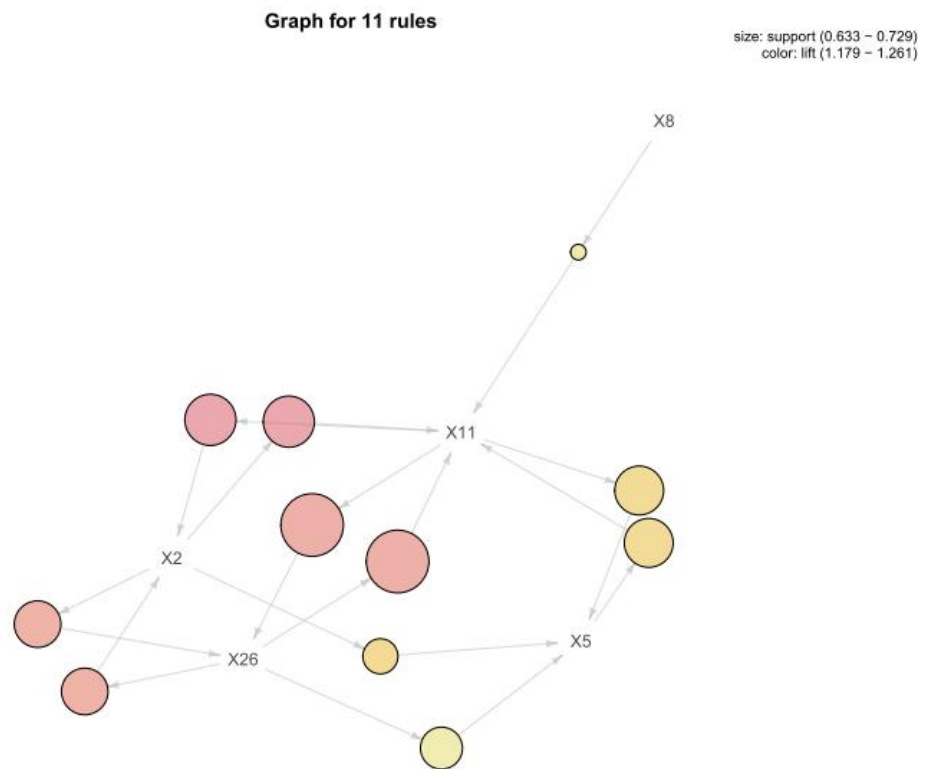 Graph for 11 rules
size: support (0.633 − 0.729)
color: lift (1.179 − 1.261)
X8
X11
X2
X5
X26